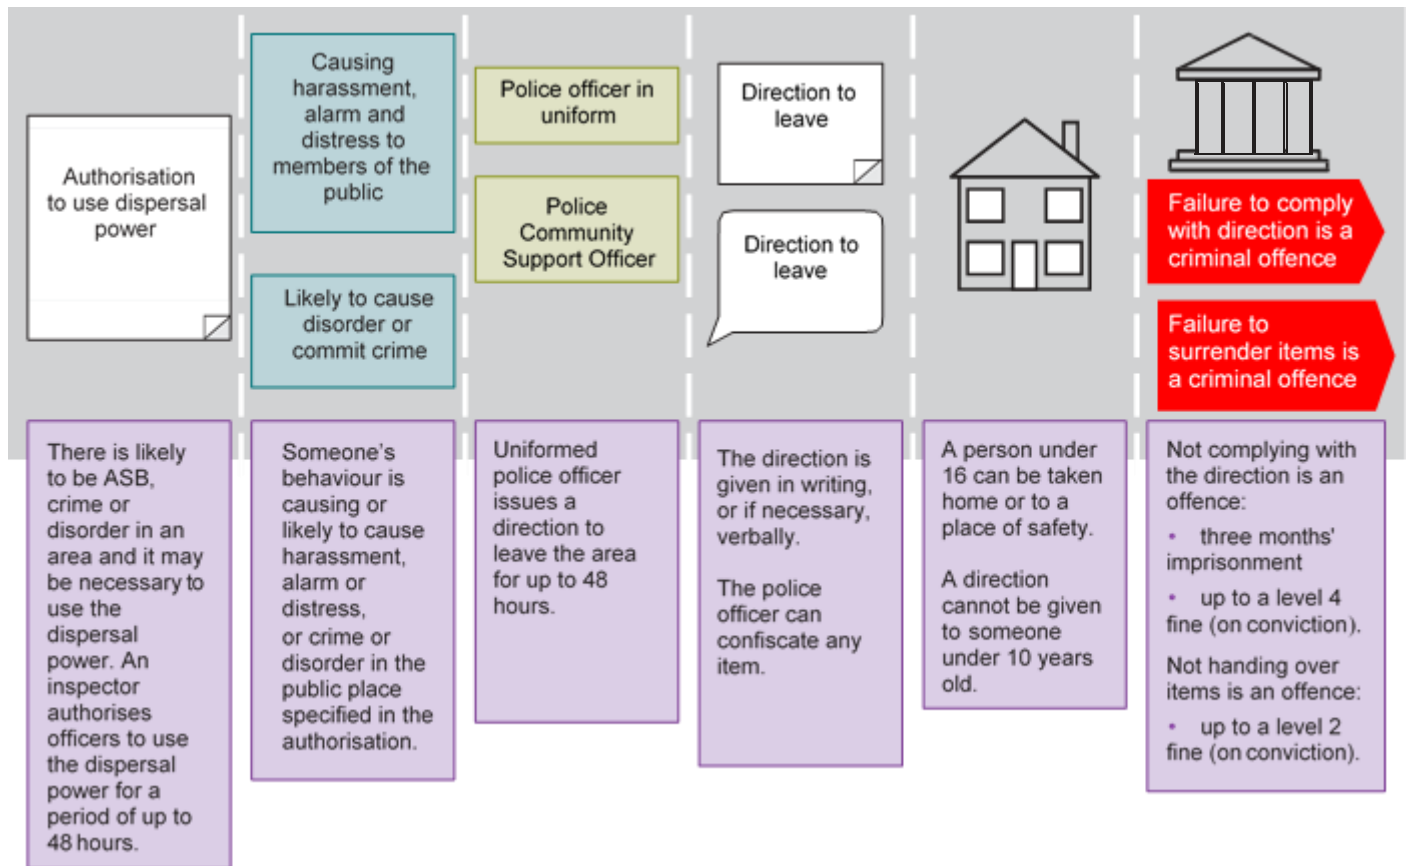 Authorisation
to use dispersal
power
Causing
harassment,
alarm and
distress to
members of the
public
Likely to cause
disorder or
commit crime
Police officer in
uniform
Police
Community
Support Officer
Direction to
leave
Direction to
leave
Failure to comply
with direction is a
criminal offence
Failure to
surrender items is
a criminal offence
There is likely
to be ASB,
crime or
disorder in an
area and it may
be necessary to
use the
dispersal
power. An
inspector
authorises
officers to use
the dispersal
power for a
period of up to
48 hours.
Someone's
behaviour is
causing or
likely to cause
harassment,
alarm or
distress,
or crime or
disorder in the
public place
specified in the
authorisation.
Uniformed
police officer
issues a
direction to
leave the area
for up to 48
hours.
The direction is
given in writing,
or if necessary,
verbally.
The police
officer can
confiscate any
item.
A person under
16 can be taken
home or to a
place of safety.
A direction
cannot be given
to someone
under 10 years
old.
Not complying with
the direction is an
offence:
• three months'
imprisonment
• up to a level 4
fine (on conviction).
Not handing over
items is an offence:
• up to a level 2
fine (on conviction).